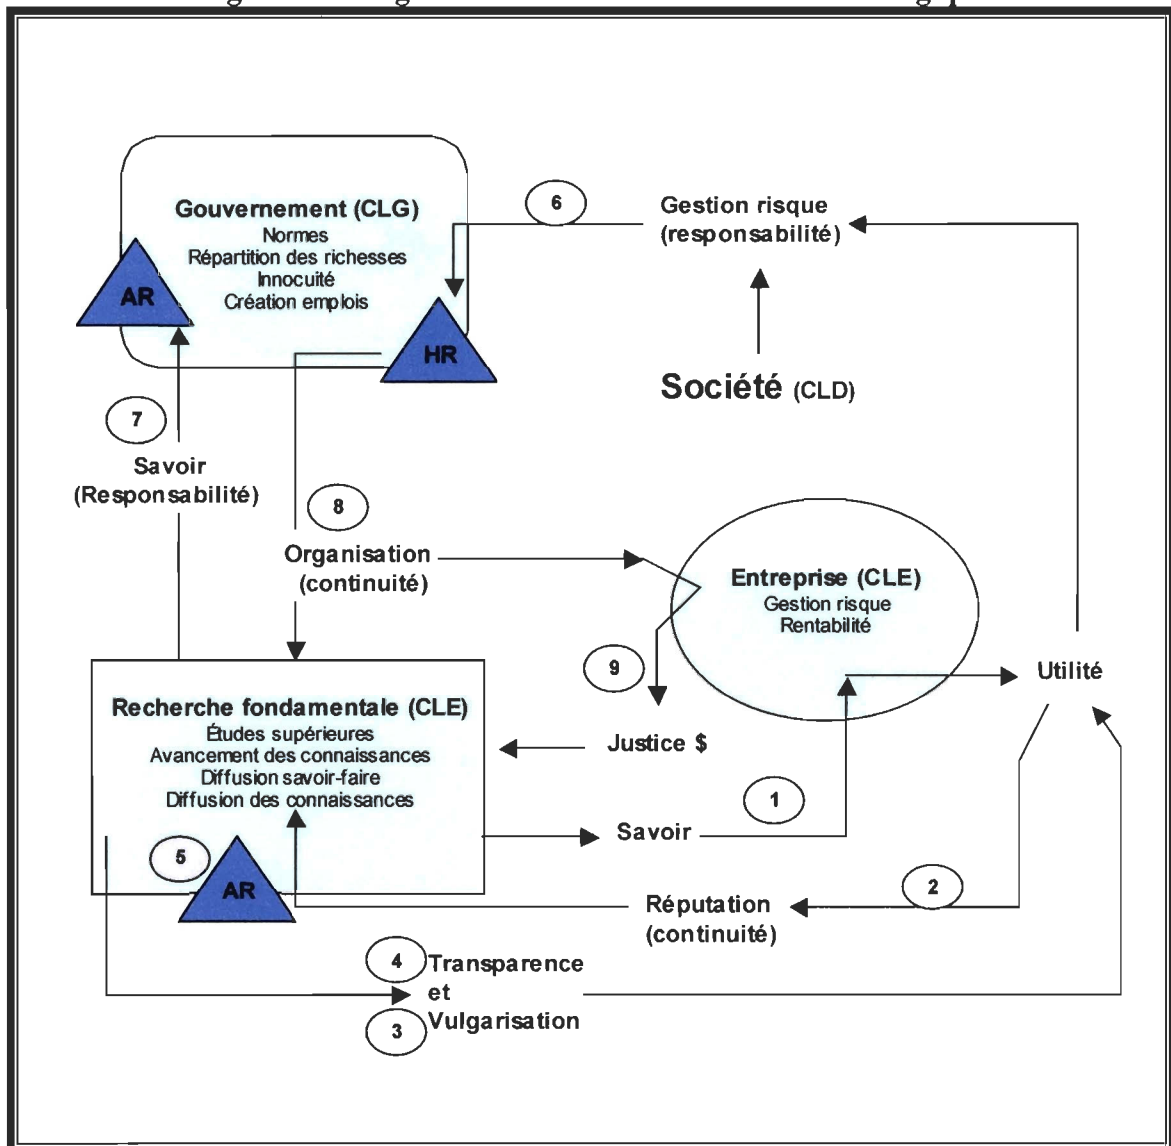 Gouvernement (CLG)
Normes
Répartition des richesses
Innocuité
Création emplois
AR
HR
6
Gestion risque
(responsabilité)
Société (CLD)
7
Savoir
(Responsabilité)
8
Organisation
(continuité)
Entreprise (CLE)
Gestion risque
Rentabilité
9
Justice $
Utilité
Recherche fondamentale (CLE)
Études supérieures
Avancement des connaissances
Diffusion savoir-faire
Diffusion des connaissances
5
AR
1
Savoir
2
Réputation
(continuité)
4
Transparence
et
3
Vulgarisation